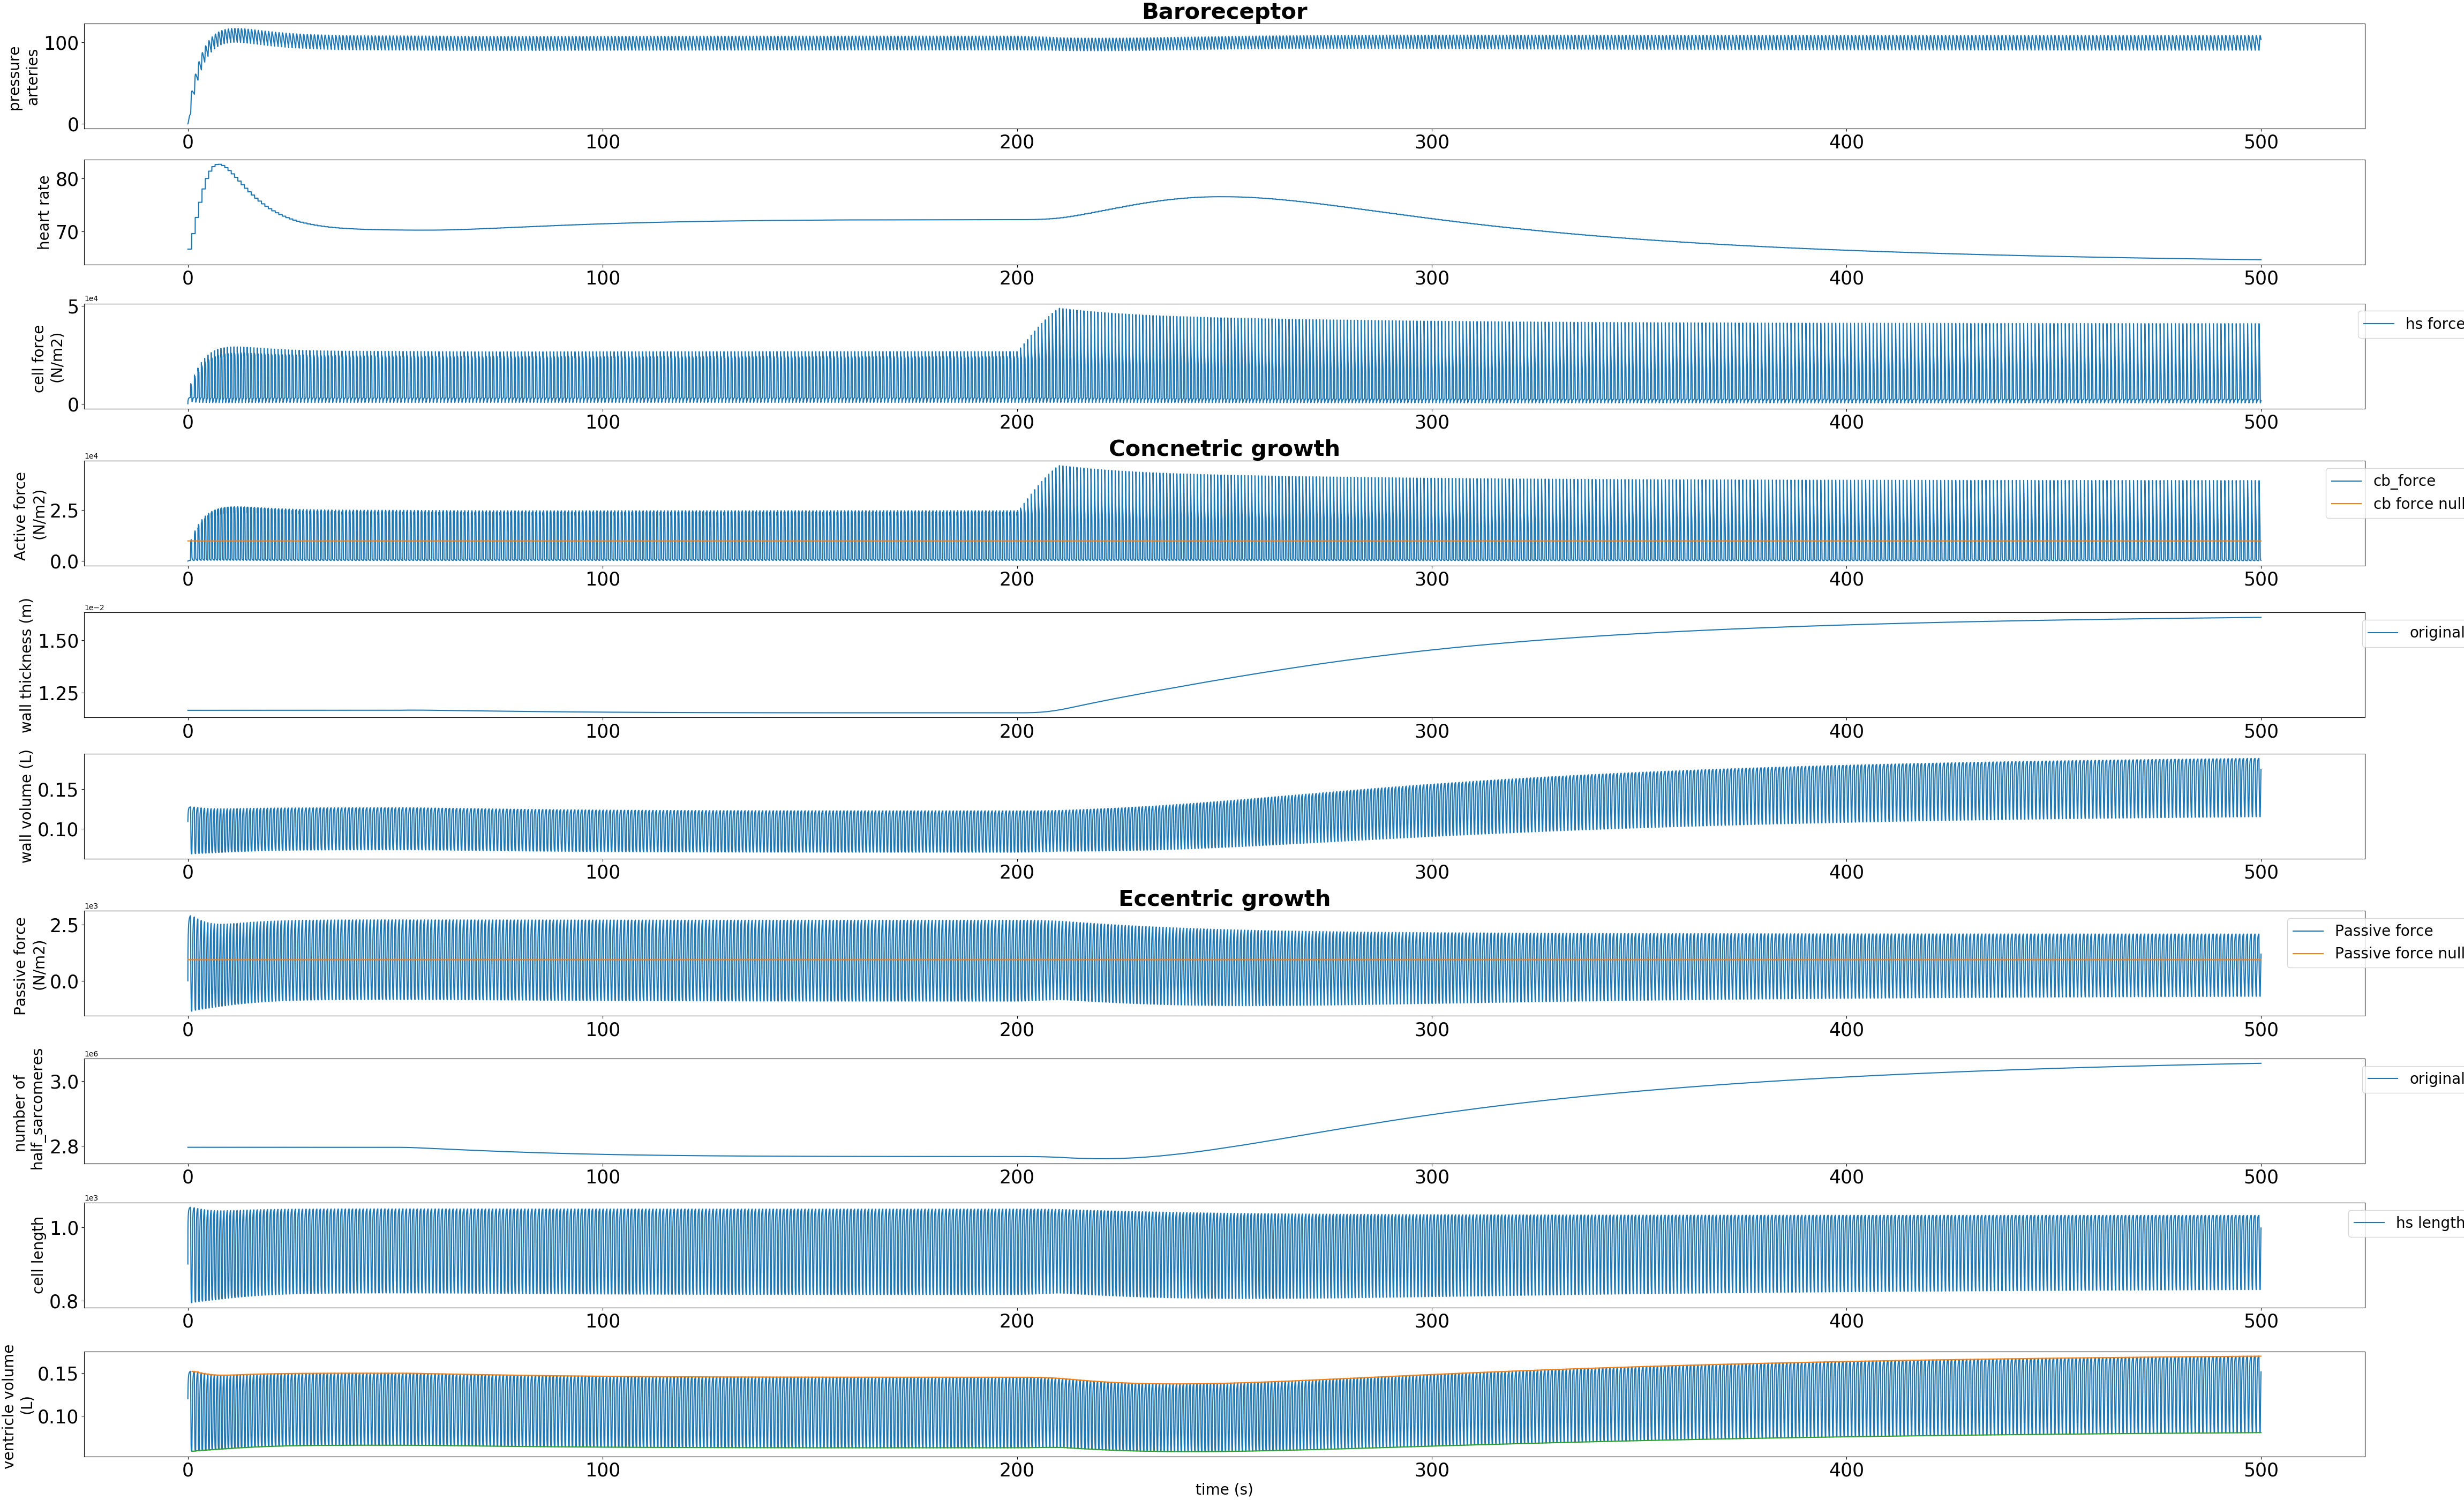 Baroreceptor
pressure
arteries
100
0
0 100 200 300 400 500
heart rate
80
70
0 100 200 300 400 500
1e4
cell force
(N/m2)
5
0
hs force
0 100 200 300 400 500
Concnetric growth
1e4
Active force
(N/m2)
2.5
0.0
cb_force
cb force null
0 100 200 300 400 500
1e−2
wall thickness (m)
1.50
1.25
original
0 100 200 300 400 500
wall volume (L)
0.15
0.10
0 100 200 300 400 500
Eccentric growth
1e3
Passive force
(N/m2)
2.5
0.0
Passive force
Passive force null
0 100 200 300 400 500
1e6
number of
half_sarcomeres
3.0
2.8
original
0 100 200 300 400 500
1e3
cell length
1.0
0.8
hs length
0 100 200 300 400 500
ventricle volume
(L)
0.15
0.10
0 100 200 300 400 500
time (s)